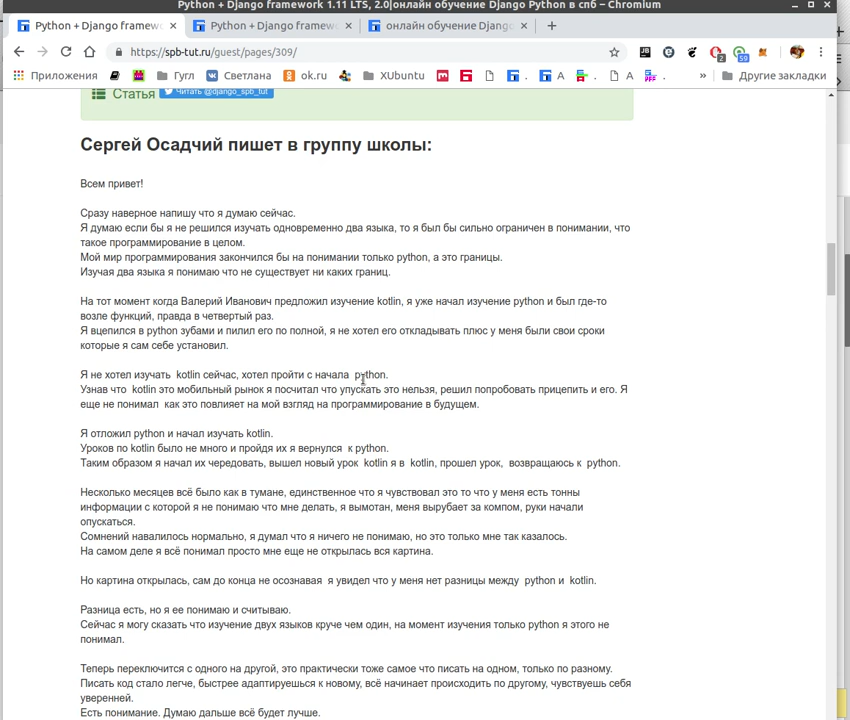 Python + Django framework 1.11 LTS, 2.0|онлайн обучение Django Python в спб – Chromium
Python + Django framewo
Python + Django framewo
онлайн обучение Django
https://spb-tut.ru/guest/pages/309/
2
59
Приложения
Гугл
Светлана
ok.ru
XUbuntu
.
A
.
A
.
»
Другие закладки
Статья
Читать @django_spb_tut
Сергей Осадчий пишет в группу школы:
Всем привет!
Сразу наверное напишу что я думаю сейчас.
Я думаю если бы я не решился изучать одновременно два языка, то я был бы сильно ограничен в понимании, что
такое программирование в целом.
Мой мир программирования закончился бы на понимании только python, а это границы.
Изучая два языка я понимаю что не существует ни каких границ.
На тот момент когда Валерий Иванович предложил изучение kotlin, я уже начал изучение python и был где-то
возле функций, правда в четвертый раз.
Я вцепился в python зубами и пилил его по полной, я не хотел его откладывать плюс у меня были свои сроки
которые я сам себе установил.
Я не хотел изучать kotlin сейчас, хотел пройти с начала python.
Узнав что kotlin это мобильный рынок я посчитал что упускать это нельзя, решил попробовать прицепить и его. Я
еще не понимал как это повлияет на мой взгляд на программирование в будущем.
Я отложил python и начал изучать kotlin.
Уроков по kotlin было не много и пройдя их я вернулся к python.
Таким образом я начал их чередовать, вышел новый урок kotlin я в kotlin, прошел урок, возвращаюсь к python.
Несколько месяцев всё было как в тумане, единственное что я чувствовал это то что у меня есть тонны
информации с которой я не понимаю что мне делать, я вымотан, меня вырубает за компом, руки начали
опускаться.
Сомнений навалилось нормально, я думал что я ничего не понимаю, но это только мне так казалось.
На самом деле я всё понимал просто мне еще не открылась вся картина.
Но картина открылась, сам до конца не осознавая я увидел что у меня нет разницы между python и kotlin.
Разница есть, но я ее понимаю и считываю.
Сейчас я могу сказать что изучение двух языков круче чем один, на момент изучения только python я этого не
понимал.
Теперь переключится с одного на другой, это практически тоже самое что писать на одном, только по разному.
Писать код стало легче, быстрее адаптируешься к новому, всё начинает происходить по другому, чувствуешь себя
уверенней.
Есть понимание. Думаю дальше всё будет лучше.